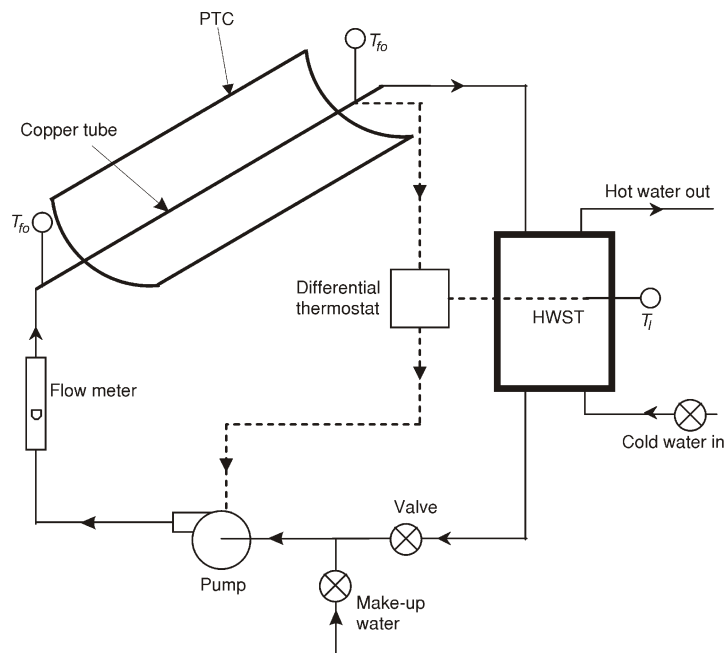 PTC
Tfo
Copper tube
Tfo
Hot water out
Differential
thermostat
HWST
Tl
Flow meter
Cold water in
Valve
Pump
Make-up
water